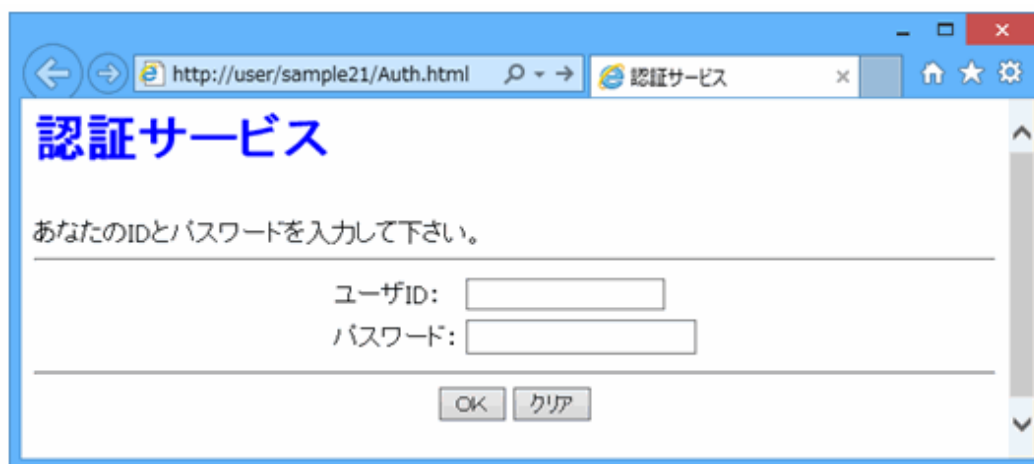 http://user/sample21/Auth.html
認証サービス
認証サービス
あなたのIDとパスワードを入力して下さい。
ユーザID:
パスワード:
OK クリア